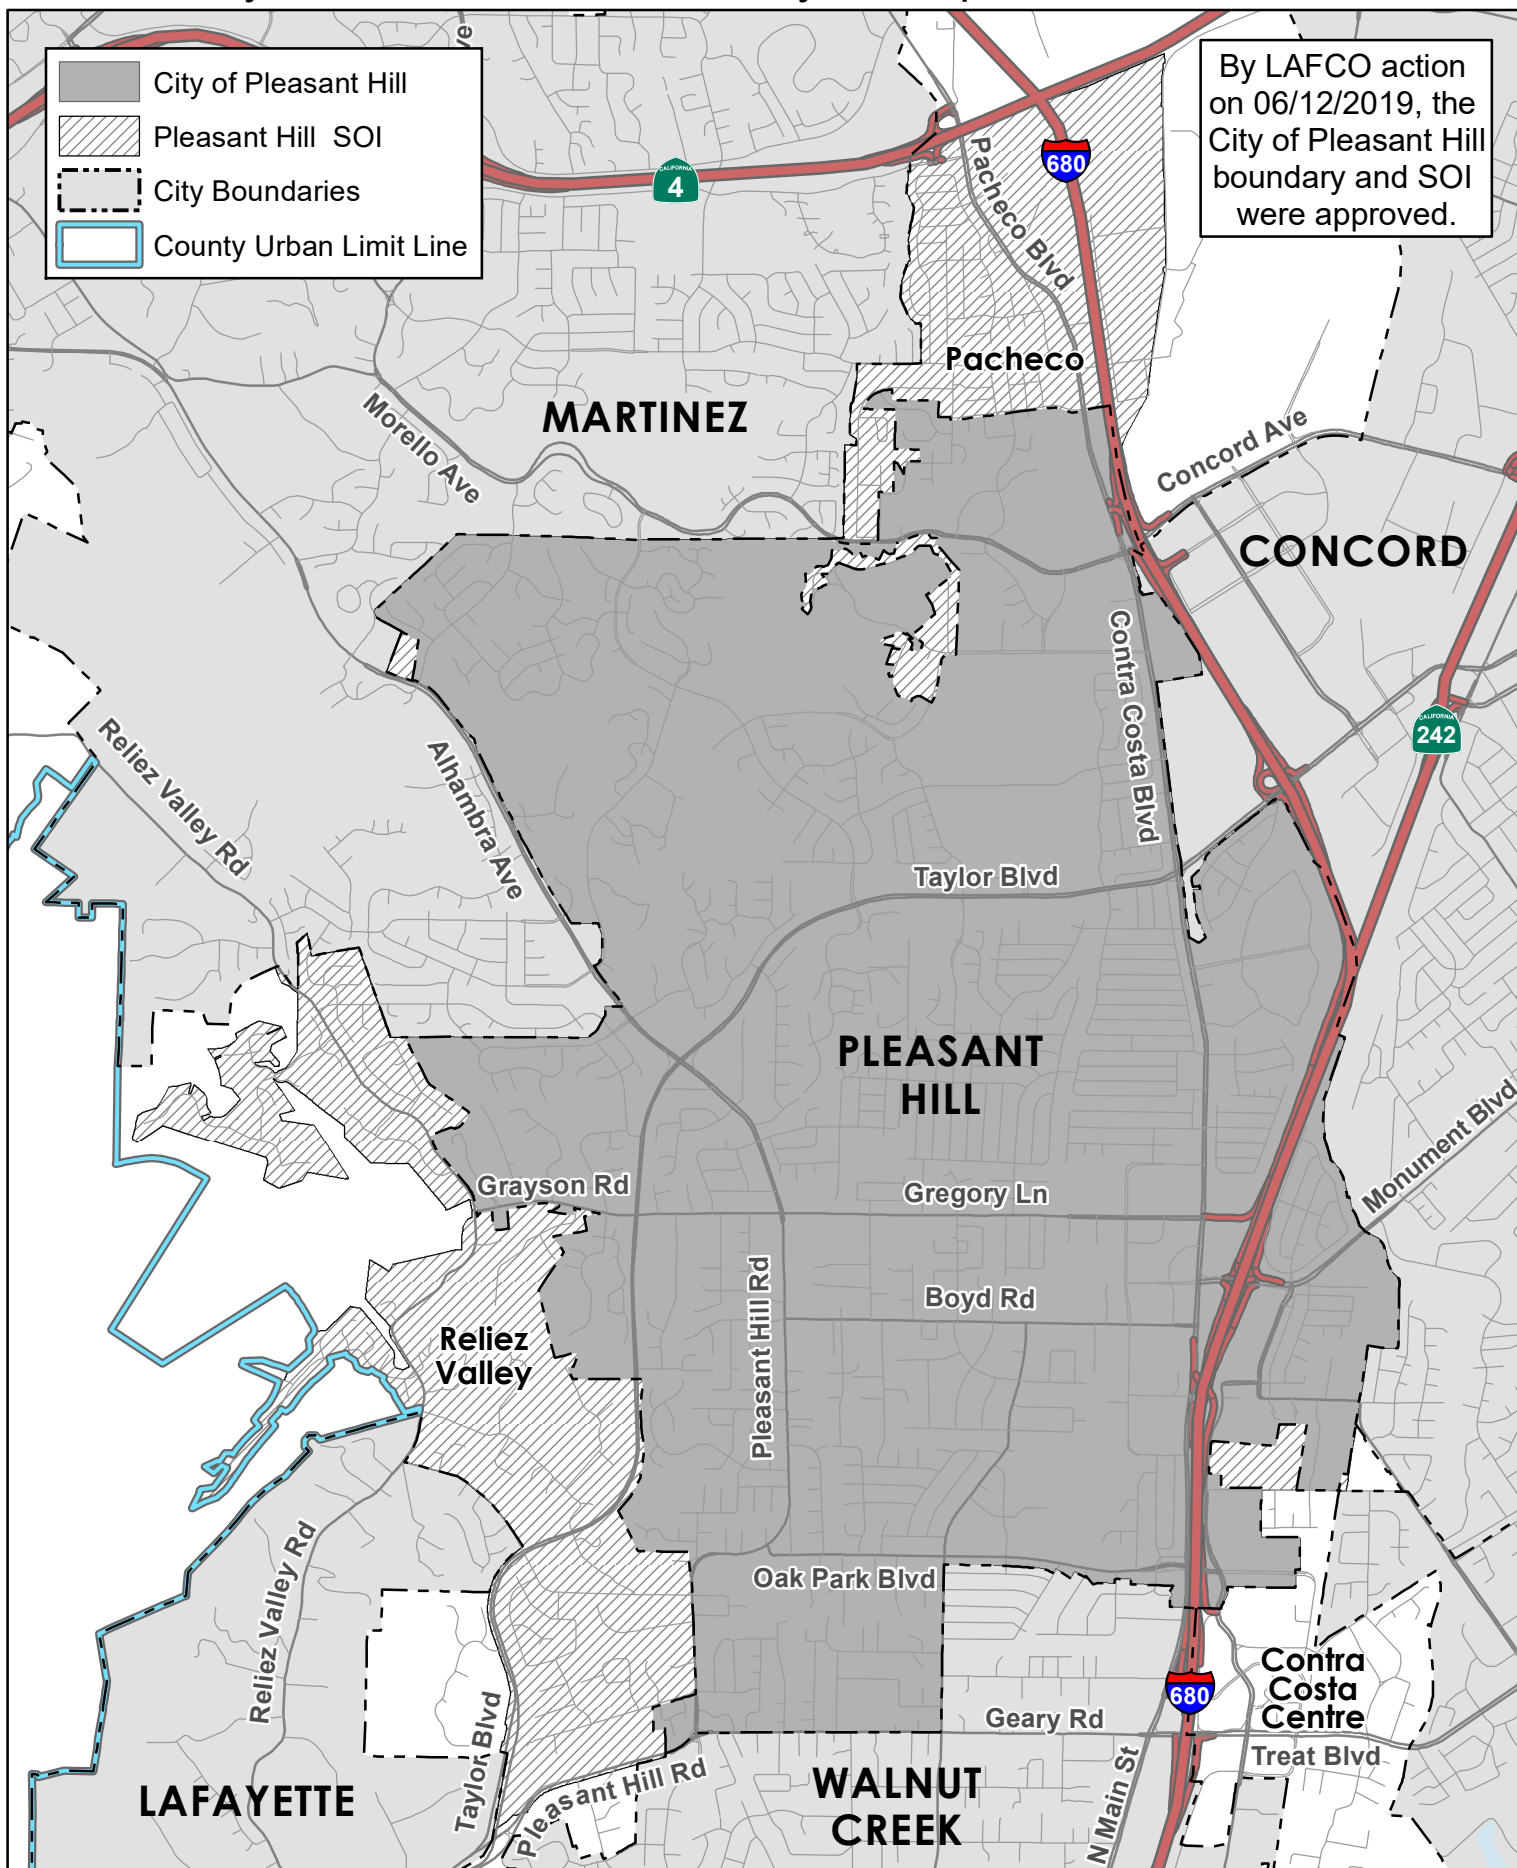 City of Pleasant Hill
Pleasant Hill SOI
City Boundaries
County Urban Limit Line
By LAFCO action
on 06/12/2019, the
City of Pleasant Hill
boundary and SOI
were approved.
ve
CALIFORNIA
4
680
Pacheco Blvd
Pacheco
MARTINEZ
Morello Ave
Concord Ave
CONCORD
Contra Costa Blvd
CALIFORNIA
242
Reliez Valley Rd
Alhambra Ave
Taylor Blvd
PLEASANT
HILL
Monument Blvd
Grayson Rd
Gregory Ln
Pleasant Hill Rd
Boyd Rd
Reliez
Valley
Oak Park Blvd
Reliez Valley Rd
Contra
Costa
Centre
680
Geary Rd
Treat Blvd
Taylor Blvd
Pleasant Hill Rd
N Main St
LAFAYETTE
WALNUT
CREEK